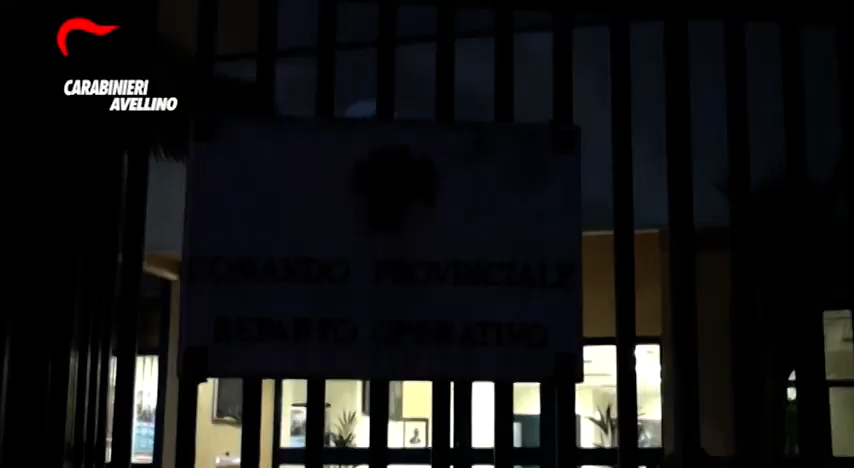 CARABINIERI
AVELLINO
COMANDO PROVINCIALE
REPARTO OPERATIVO